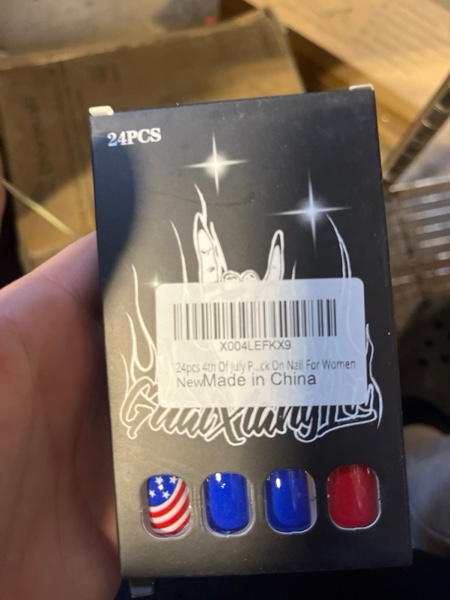 24PCS
X004LEFKX9
24pcs 4th Of July P...ck On Nail For Women
NewMade in China